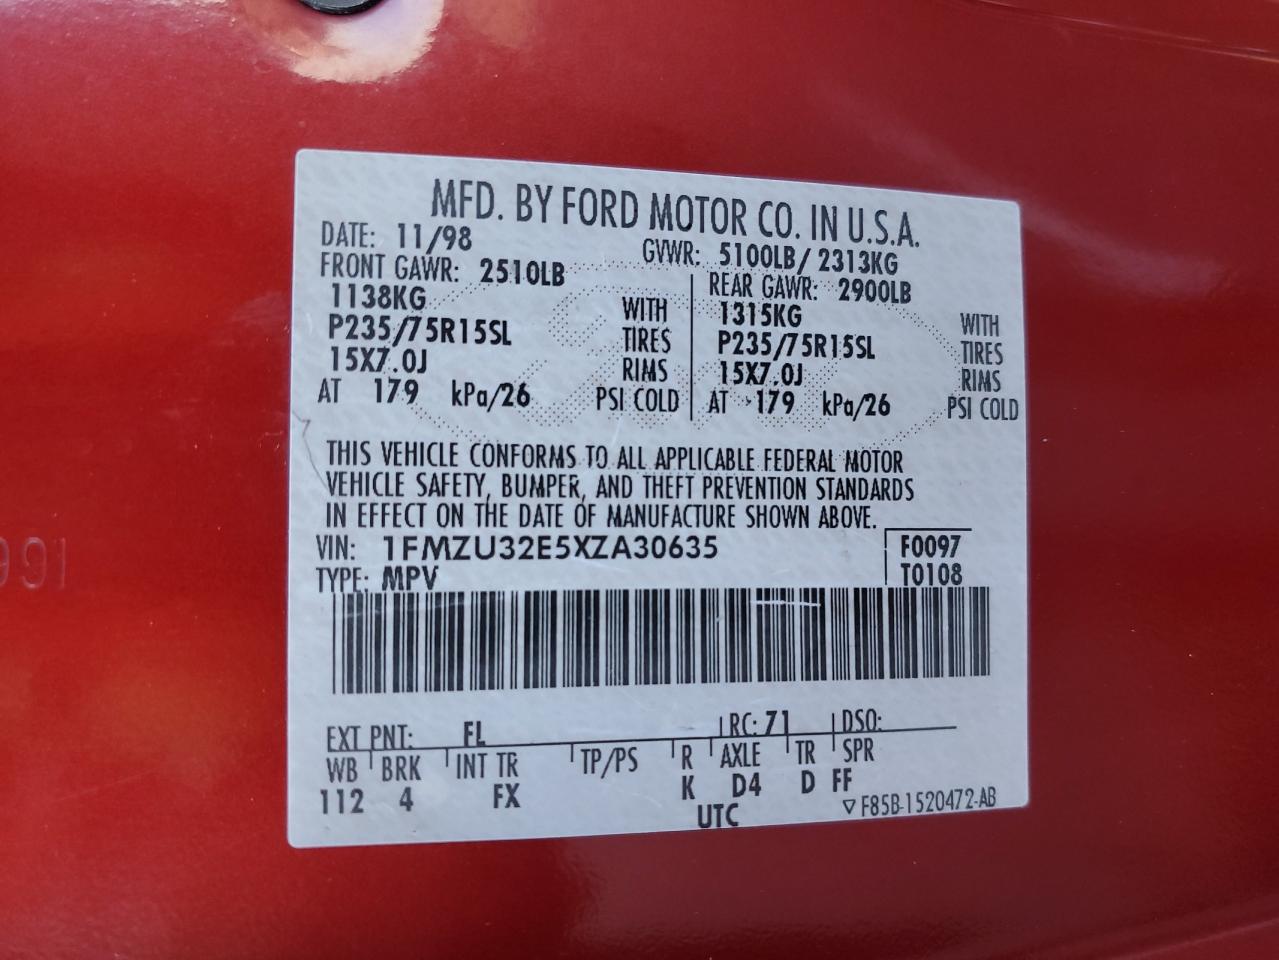 MFD. BY FORD MOTOR CO. IN U.S.A.
DATE: 11/98 GVWR: 5100LB/ 2313KG
FRONT GAWR: 2510LB REAR GAWR: 2900LB
1138KG WITH 1315KG WITH
P235/75R15SL TIRES P235/75R15SL TIRES
15X7.0J RIMS 15X7.0J RIMS
AT 179 kPa/26 PSI COLD AT 179 kPa/26 PSI COLD
THIS VEHICLE CONFORMS TO ALL APPLICABLE FEDERAL MOTOR
VEHICLE SAFETY, BUMPER, AND THEFT PREVENTION STANDARDS
IN EFFECT ON THE DATE OF MANUFACTURE SHOWN ABOVE.
VIN: 1FMZU32E5XZA30635 F0097
TYPE: MPV T0108
EXT PNT: FL RC: 71 DSO:
WB BRK INT TR TP/PS R AXLE TR SPR
112 4 FX K D4 D FF
UTC ▽F85B-1520472-AB